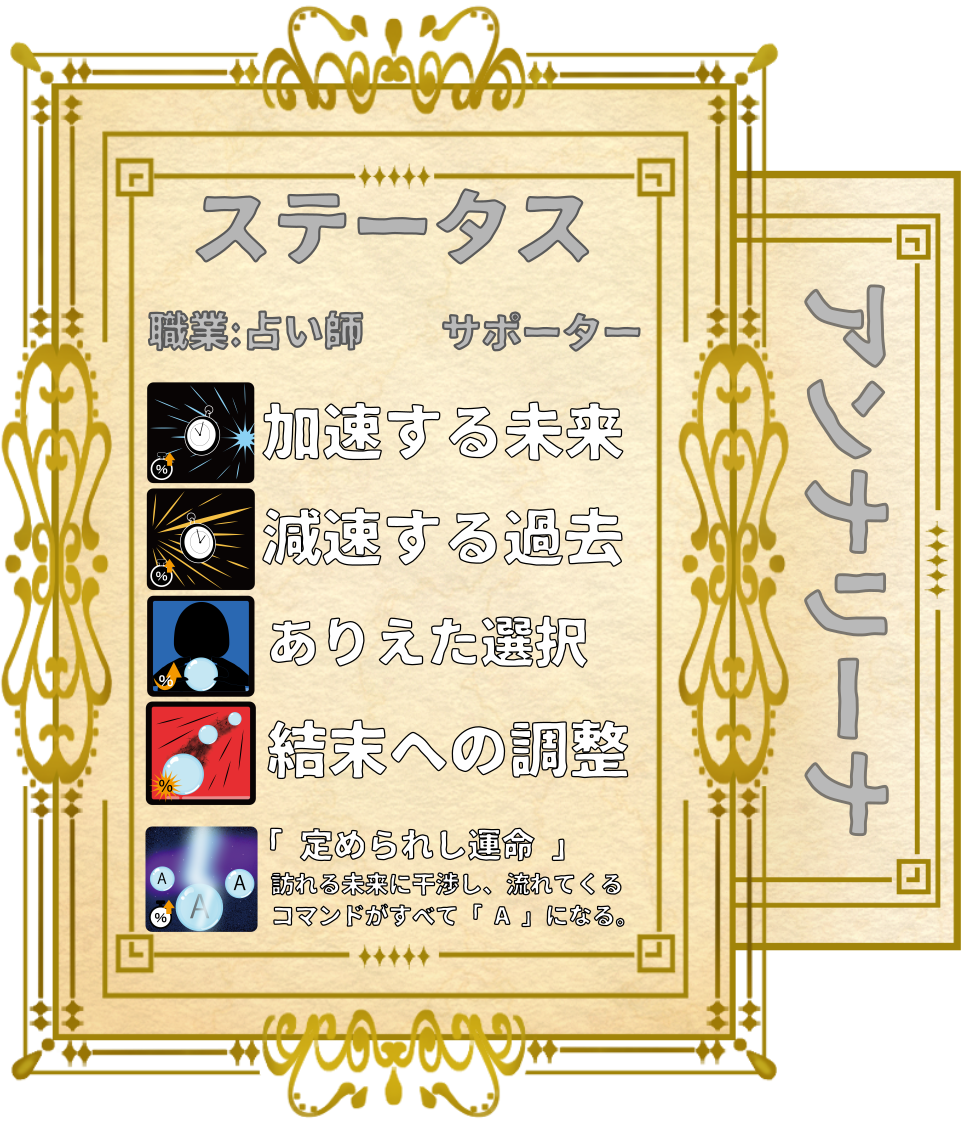 ステータス
職業:占い師 サポーター
%
加速する未来
%
減速する過去
%
ありえた選択
%
結末への調整
A
A
A
%
「 定められし運命 」
訪れる未来に干渉し、流れてくる
コマンドがすべて「 A 」になる。
アンナリーナ